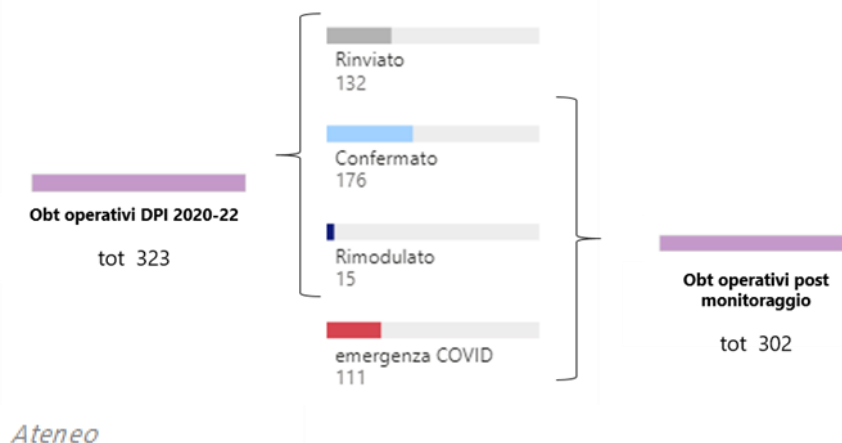 Obt operativi DPI 2020-22
tot 323
Rinviato
132
Confermato
176
Rimodulato
15
emergenza COVID
111
Obt operativi post
monitoraggio
tot 302
Ateneo